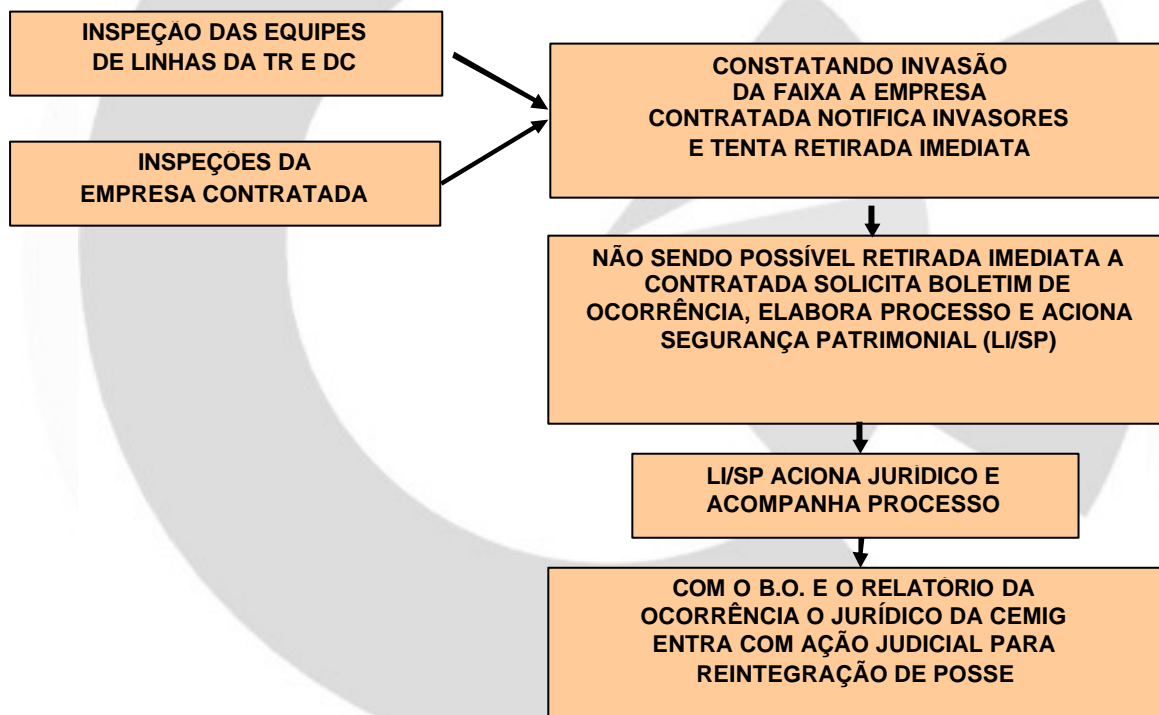 INSPEÇÃO DAS EQUIPES
DE LINHAS DA TR E DC
INSPEÇÕES DA
EMPRESA CONTRATADA
CONSTATANDO INVASÃO
DA FAIXA A EMPRESA
CONTRATADA NOTIFICA INVASORES
E TENTA RETIRADA IMEDIATA
NÃO SENDO POSSÍVEL RETIRADA IMEDIATA A
CONTRATADA SOLICITA BOLETIM DE
OCORRÊNCIA, ELABORA PROCESSO E ACIONA
SEGURANÇA PATRIMONIAL (LI/SP)
LI/SP ACIONA JURÍDICO E
ACOMPANHA PROCESSO
COM O B.O. E O RELATÓRIO DA
OCORRÊNCIA O JURÍDICO DA CEMIG
ENTRA COM AÇÃO JUDICIAL PARA
REINTEGRAÇÃO DE POSSE